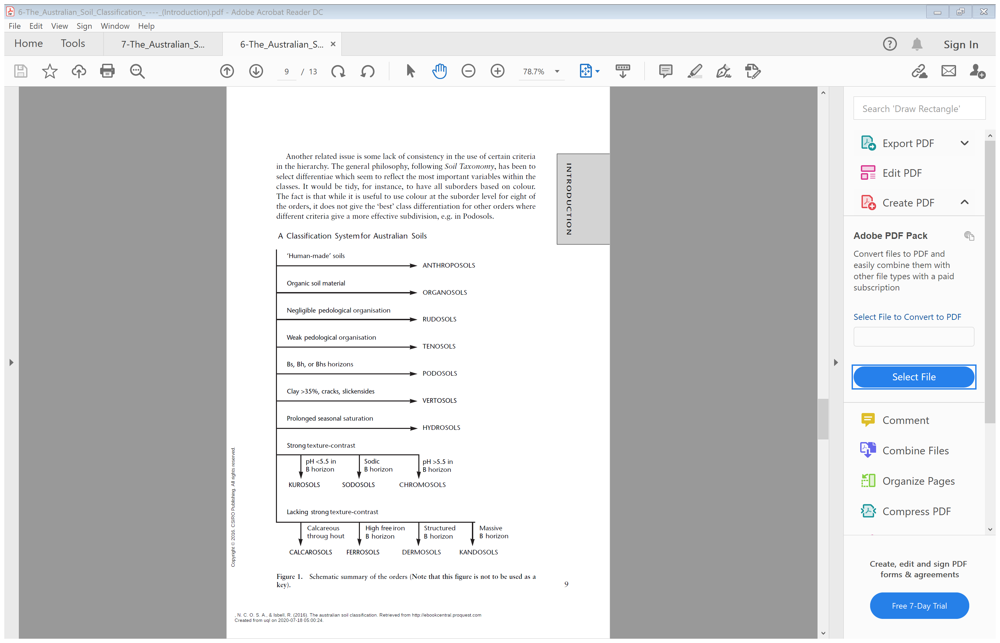 6-The_Australian_Soil_Classification_----_(Introduction).pdf - Adobe Acrobat Reader DC
File Edit View Sign Window Help
Home Tools 7-The_Australian_S... 6-The_Australian_S... Sign In
9 / 13 78.7%
Another related issue is some lack of consistency in the use of certain criteria
in the hierarchy. The general philosophy, following Soil Taxonomy, has been to
select differentiae which seem to reflect the most important variables within the
classes. It would be tidy, for instance, to have all suborders based on colour.
The fact is that while it is useful to use colour at the suborder level for eight of
the orders, it does not give the ‘best’ class differentiation for other orders where
different criteria give a more effective subdivision, e.g. in Podosols.
INTRODUCTION
A Classification System for Australian Soils
‘Human-made’ soils
ANTHROPOSOLS
Organic soil material
ORGANOSOLS
Negligible pedological organisation
RUDOSOLS
Weak pedological organisation
TENOSOLS
Bs, Bh, or Bhs horizons
PODOSOLS
Clay >35%, cracks, slickensides
VERTOSOLS
Prolonged seasonal saturation
HYDROSOLS
Strong texture-contrast
pH <5.5 in
B horizon
Sodic
B horizon
pH >5.5 in
B horizon
KUROSOLS SODOSOLS CHROMOSOLS
Lacking strong texture-contrast
Calcareous
throug hout
High free iron
B horizon
Structured
B horizon
Massive
B horizon
CALCAROSOLS FERROSOLS DERMOSOLS KANDOSOLS
Figure 1. Schematic summary of the orders (Note that this figure is not to be used as a
key).
9
Copyright © 2016. CSIRO Publishing. All rights reserved.
, N. C. O. S. A., & Isbell, R. (2016). The australian soil classification. Retrieved from http://ebookcentral.proquest.com
Created from uql on 2020-07-18 05:00:24.
Search 'Draw Rectangle'
Export PDF
Edit PDF
Create PDF
Adobe PDF Pack
Convert files to PDF and
easily combine them with
other file types with a paid
subscription
Select File to Convert to PDF
Select File
Comment
Combine Files
Organize Pages
Compress PDF
Create, edit and sign PDF
forms & agreements
Free 7-Day Trial